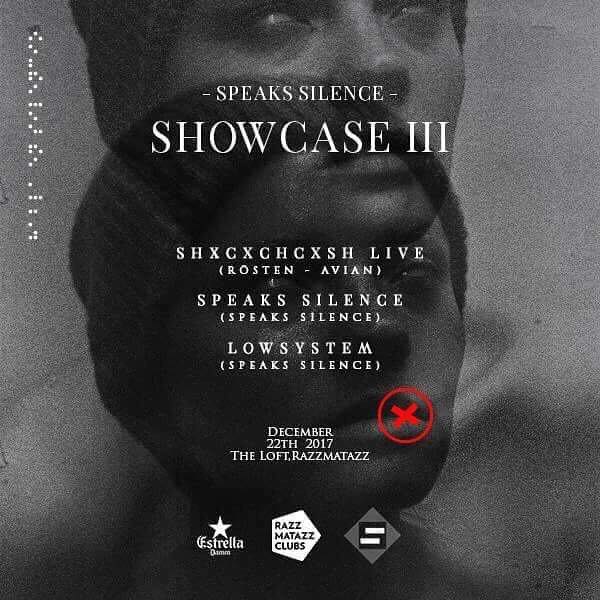 - SPEAKS SILENCE -
SHOWCASE III
SHXCXCHCXSH LIVE
(ROSTEN - AVIAN)
SPEAKS SILENCE
(SPEAKS SILENCE)
LOWSYSTEM
(SPEAKS SILENCE)
DECEMBER
22TH 2017
THE LOFT,RAZZMATAZZ
Estrella
Damm
RAZZ
MATAZZ
CLUBS